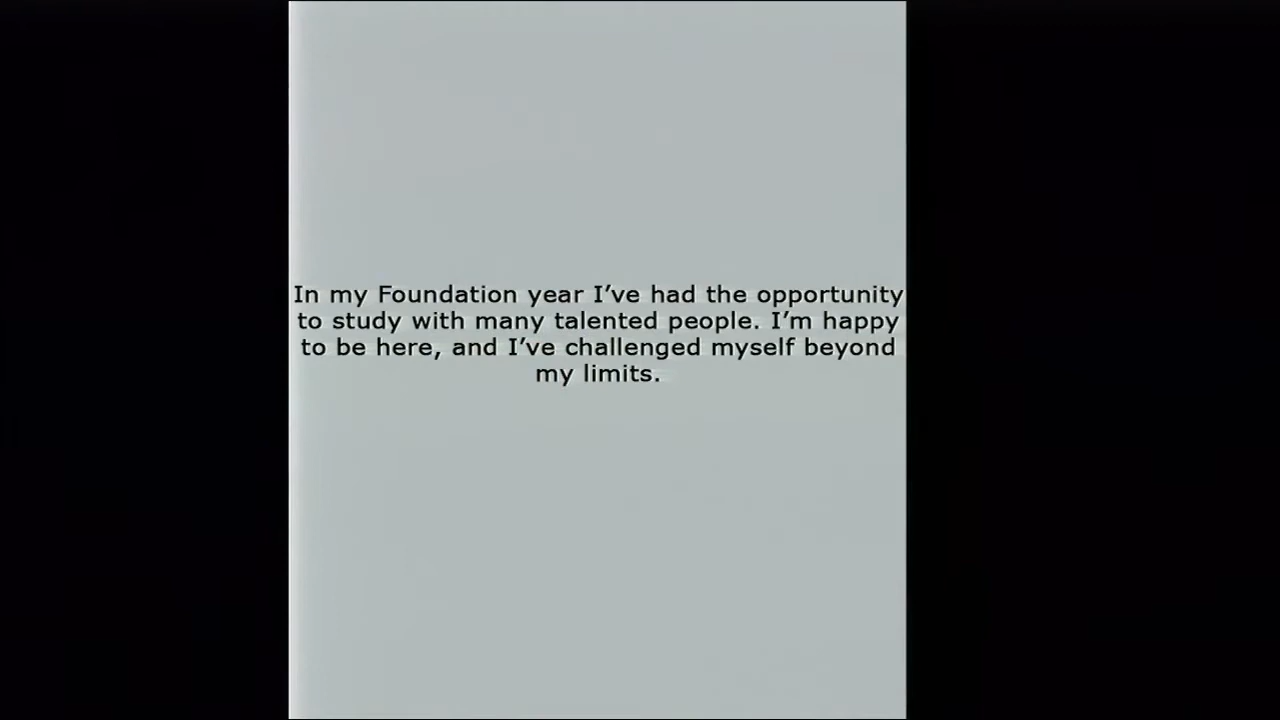 In my Foundation year I’ve had the opportunity
to study with many talented people. I’m happy
to be here, and I’ve challenged myself beyond
my limits.